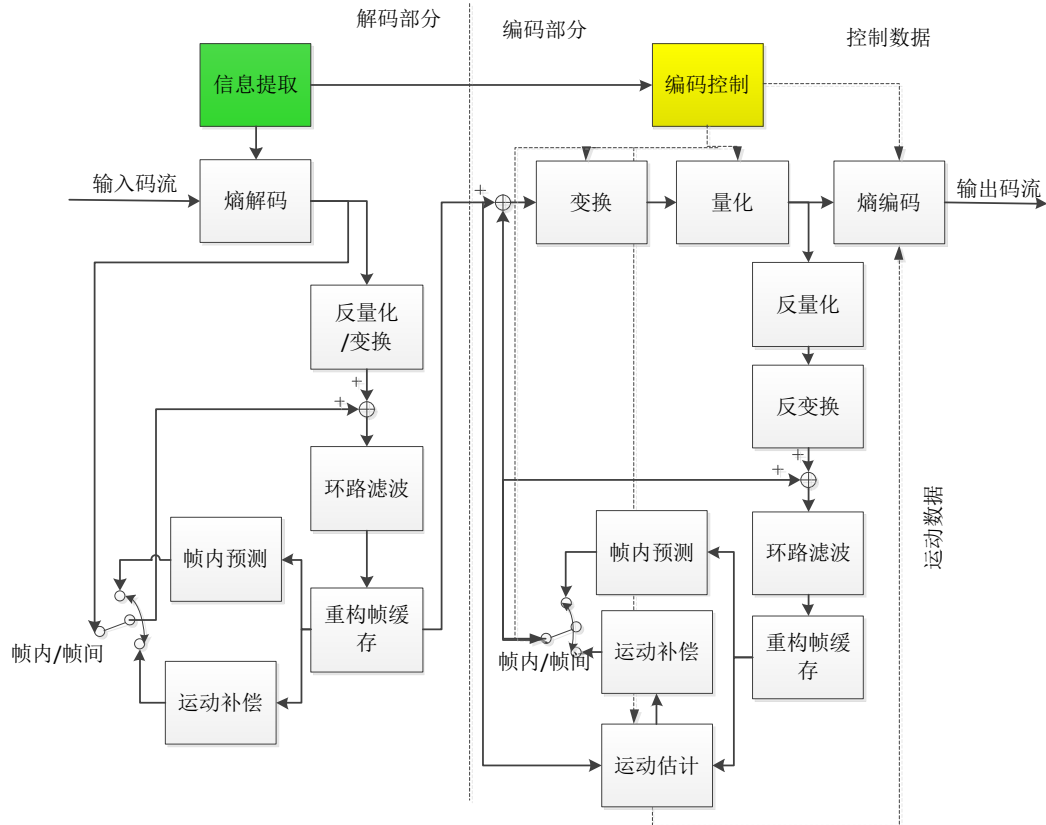 解码部分
编码部分
控制数据
信息提取
编码控制
输入码流
熵解码
变换
量化
熵编码
输出码流
反量化
/变换
反量化
反变换
环路滤波
帧内预测
重构帧缓
存
帧内/帧间
运动补偿
帧内预测
环路滤波
运动数据
帧内/帧间
运动补偿
重构帧缓
存
运动估计
+
+
+
+
+